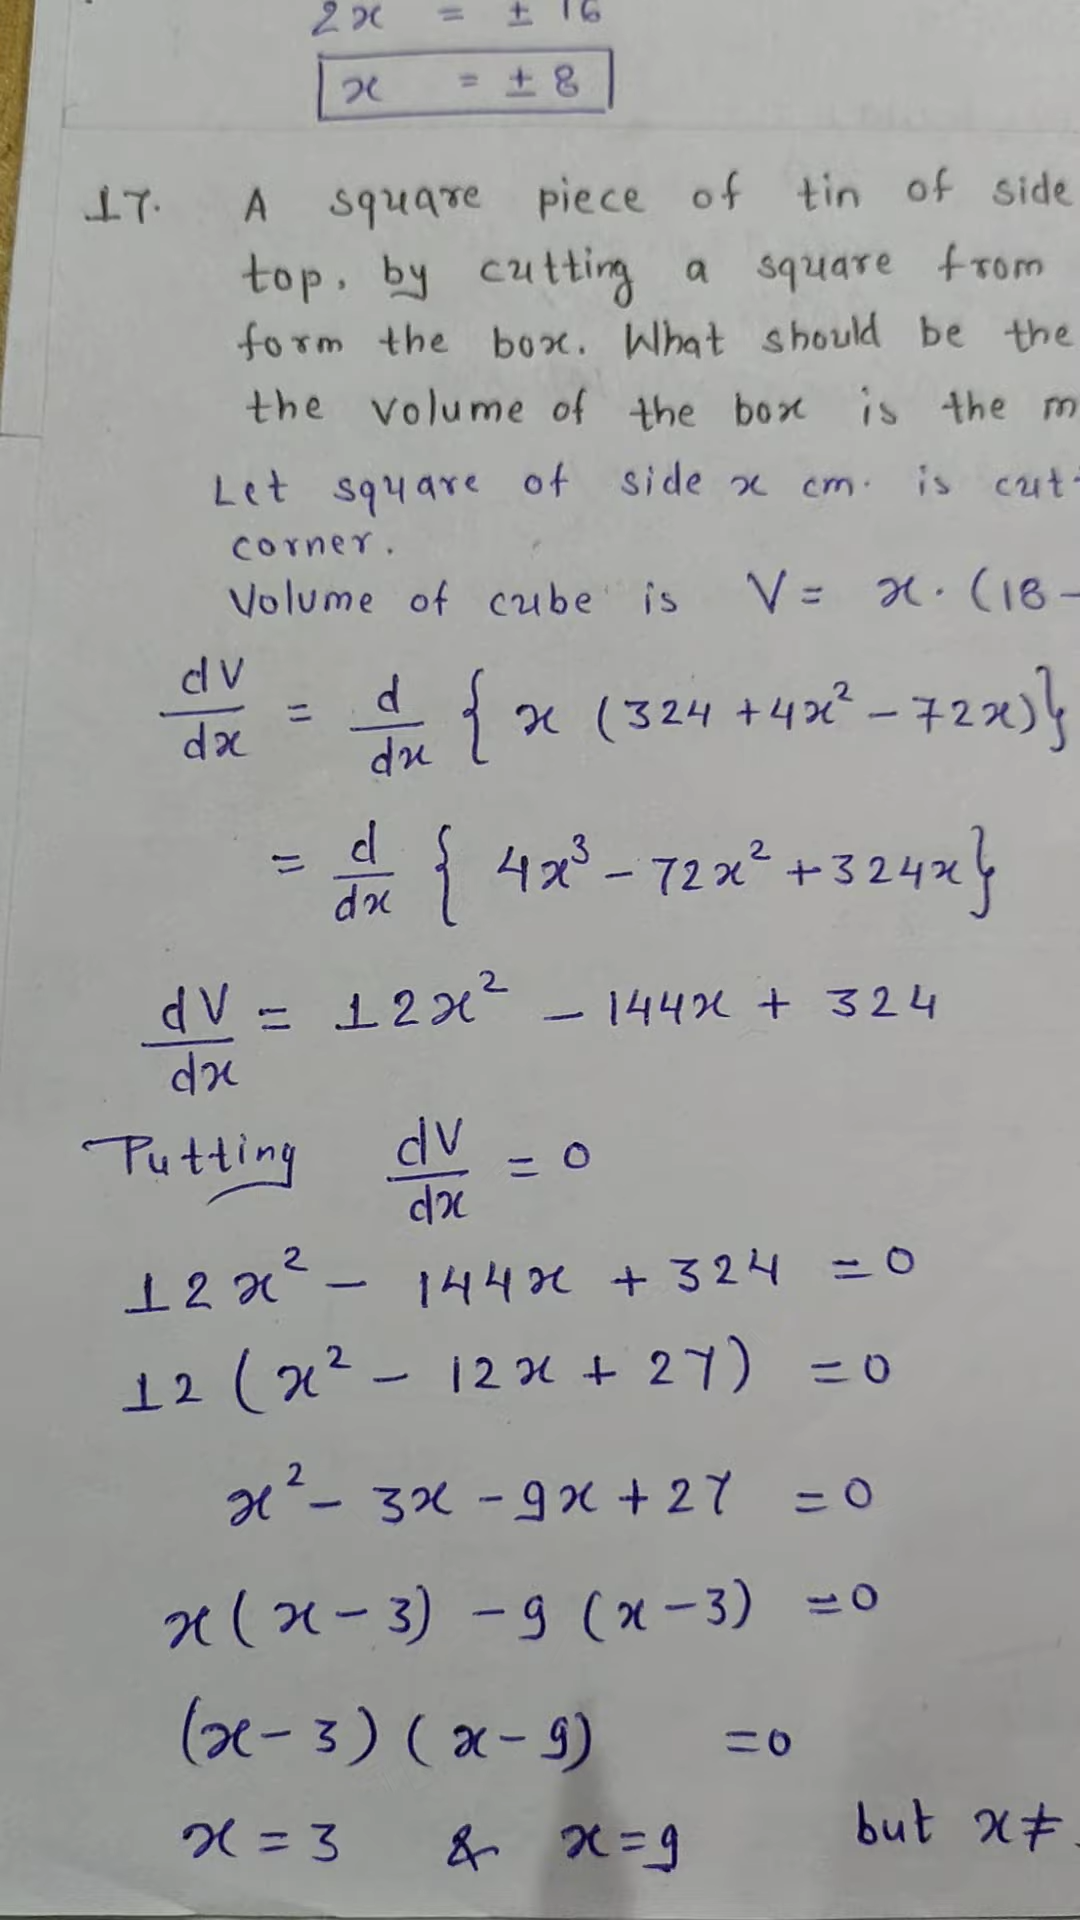 2x = ± 16
x = ± 8
17. A square piece of tin of side
top, by cutting a square from
form the box. What should be the
the volume of the box is the m
Let square of side x cm. is cut
corner.
Volume of cube is V = x. (18 -
dV/dx = d/dx { x (324 + 4x² - 72x)}
= d/dx { 4x³ - 72x² + 324x}
dV/dx = 12x² - 144x + 324
Putting dV/dx = 0
12x² - 144x + 324 = 0
12 (x² - 12x + 27) = 0
x² - 3x - 9x + 27 = 0
x(x - 3) - 9 (x - 3) = 0
(x - 3) (x - 9) = 0
x = 3 & x = 9 but x ≠